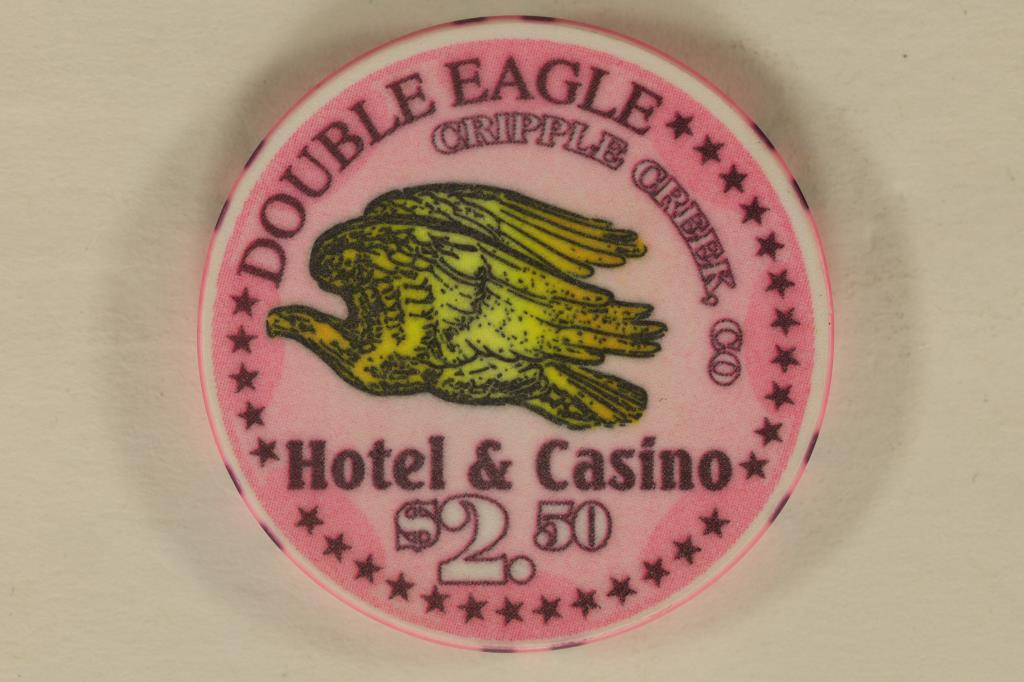 DOUBLE EAGLE
CRIPPLE CREEK, CO
Hotel & Casino
$2.50